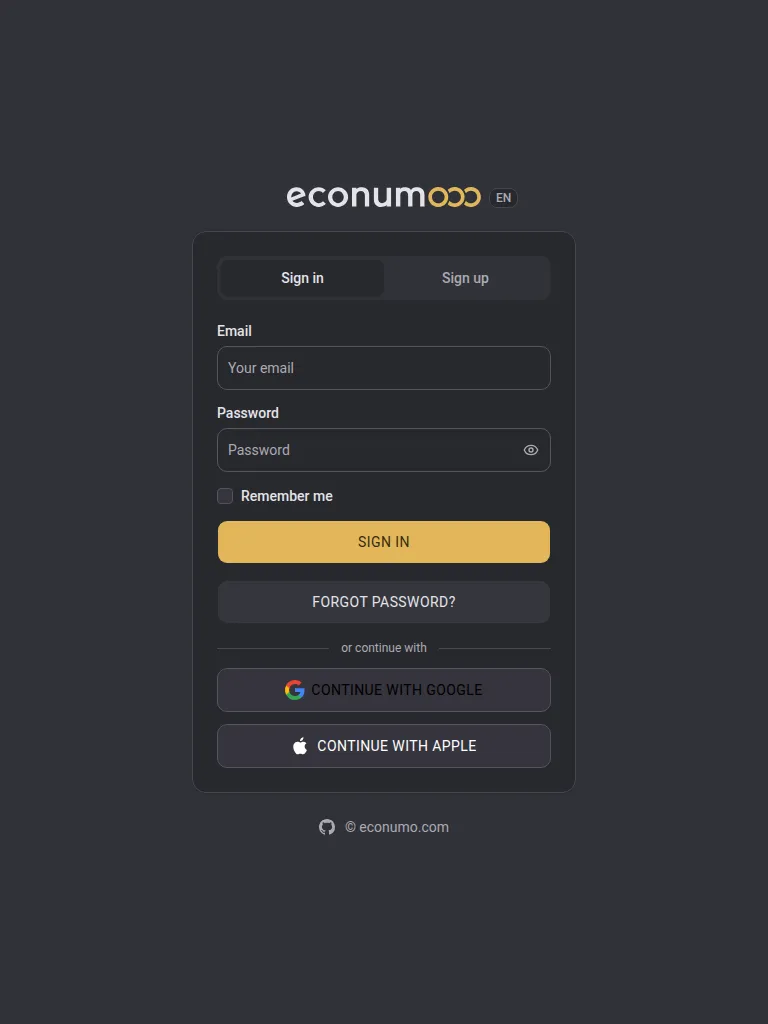 econumo
EN
Sign in
Sign up
Email
Your email
Password
Password
Remember me
SIGN IN
FORGOT PASSWORD?
or continue with
CONTINUE WITH GOOGLE
CONTINUE WITH APPLE
© econumo.com